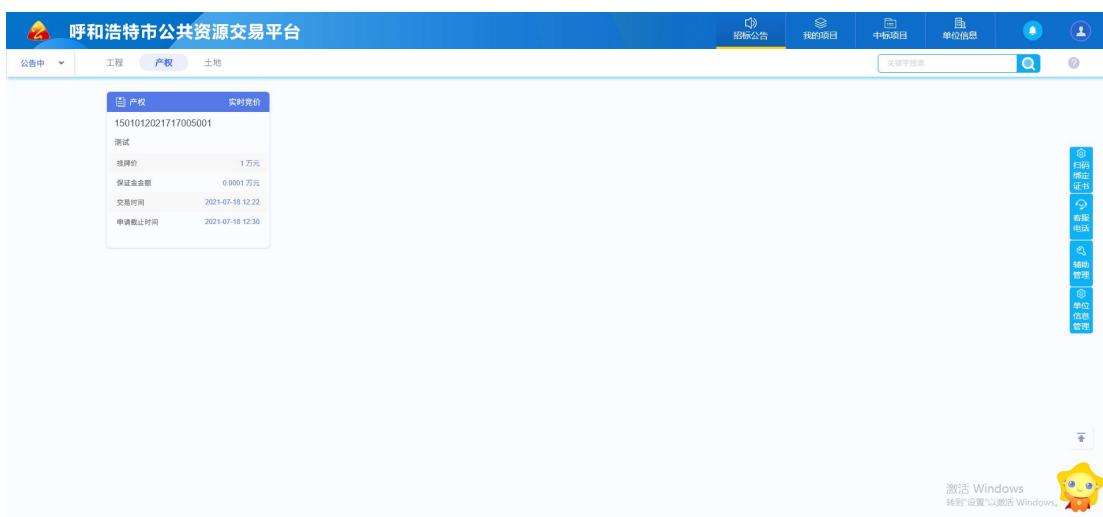 呼和浩特市公共资源交易平台
招标公告 我的项目 中标项目 单位信息
公告中 工程 产权 土地 关键字搜索
产权 实时竞价
1501012021717005001
测试
挂牌价 1 万元
保证金金额 0.0001 万元
交易时间 2021-07-18 12:22
申请截止时间 2021-07-18 12:30
扫码
绑定
证书
客服
电话
辅助
管理
单位
信息
管理
激活 Windows
转到"设置"以激活 Windows。